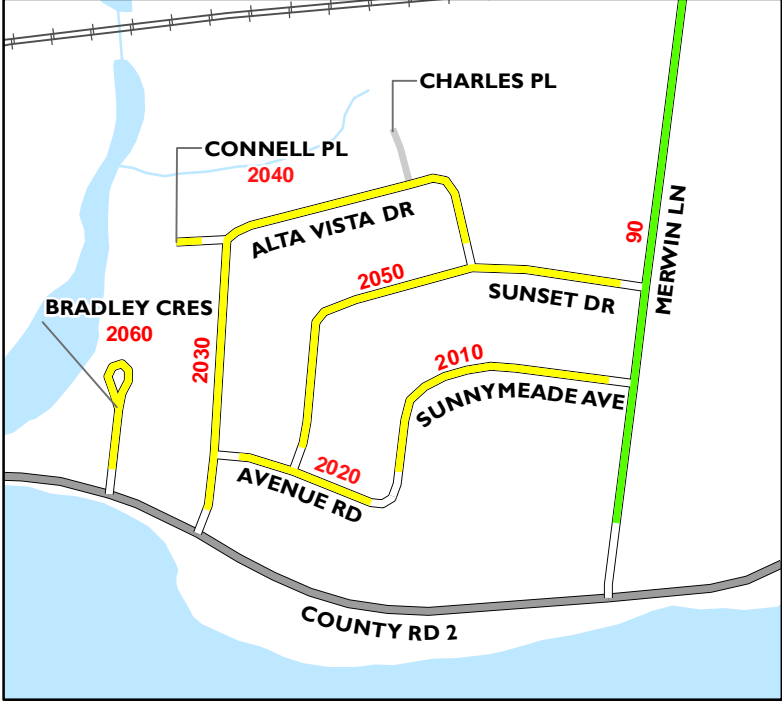 CHARLES PL
CONNELL PL
2040
ALTA VISTA DR
90
MERWIN LN
2050
SUNSET DR
BRADLEY CRES
2060
2030
2010
SUNNYMEADE AVE
2020
AVENUE RD
COUNTY RD 2